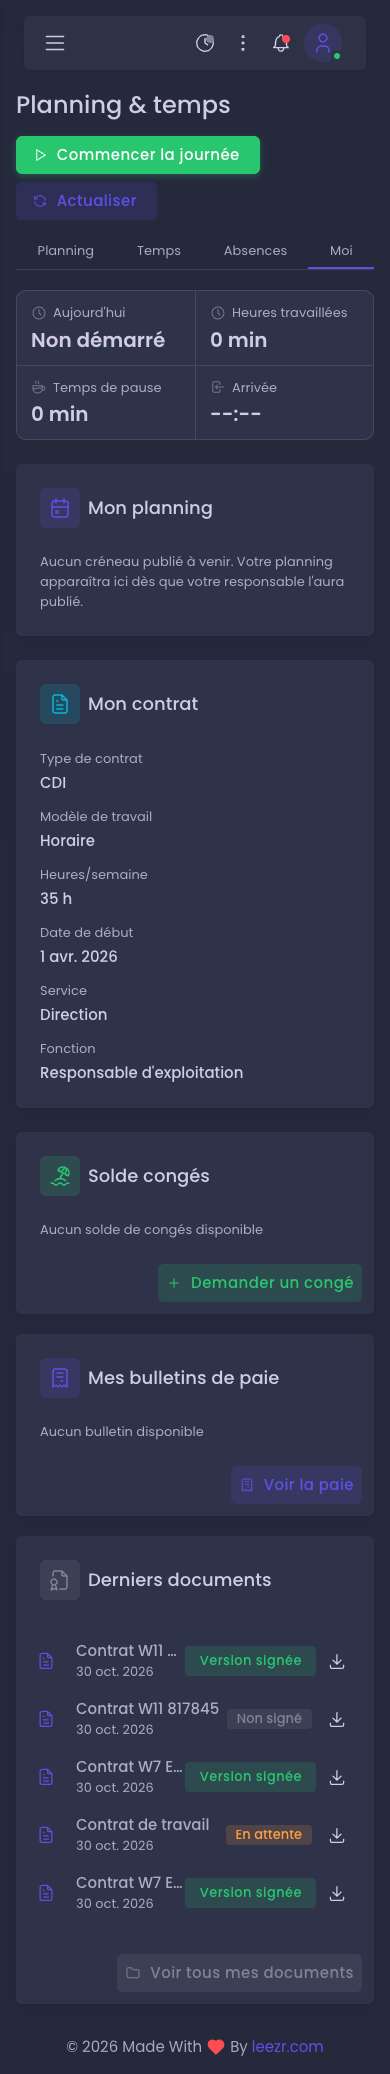 Planning & temps
Commencer la journée
Actualiser
Planning Temps Absences Moi
Aujourd'hui
Non démarré
Heures travaillées
0 min
Temps de pause
0 min
Arrivée
--:--
Mon planning
Aucun créneau publié à venir. Votre planning
apparaîtra ici dès que votre responsable l'aura
publié.
Mon contrat
Type de contrat
CDI
Modèle de travail
Horaire
Heures/semaine
35 h
Date de début
1 avr. 2026
Service
Direction
Fonction
Responsable d'exploitation
Solde congés
Aucun solde de congés disponible
+ Demander un congé
Mes bulletins de paie
Aucun bulletin disponible
Voir la paie
Derniers documents
Contrat W11 ...
30 oct. 2026
Version signée
Contrat W11 817845
30 oct. 2026
Non signé
Contrat W7 E...
30 oct. 2026
Version signée
Contrat de travail
30 oct. 2026
En attente
Contrat W7 E...
30 oct. 2026
Version signée
Voir tous mes documents
© 2026 Made With ❤ By leezr.com